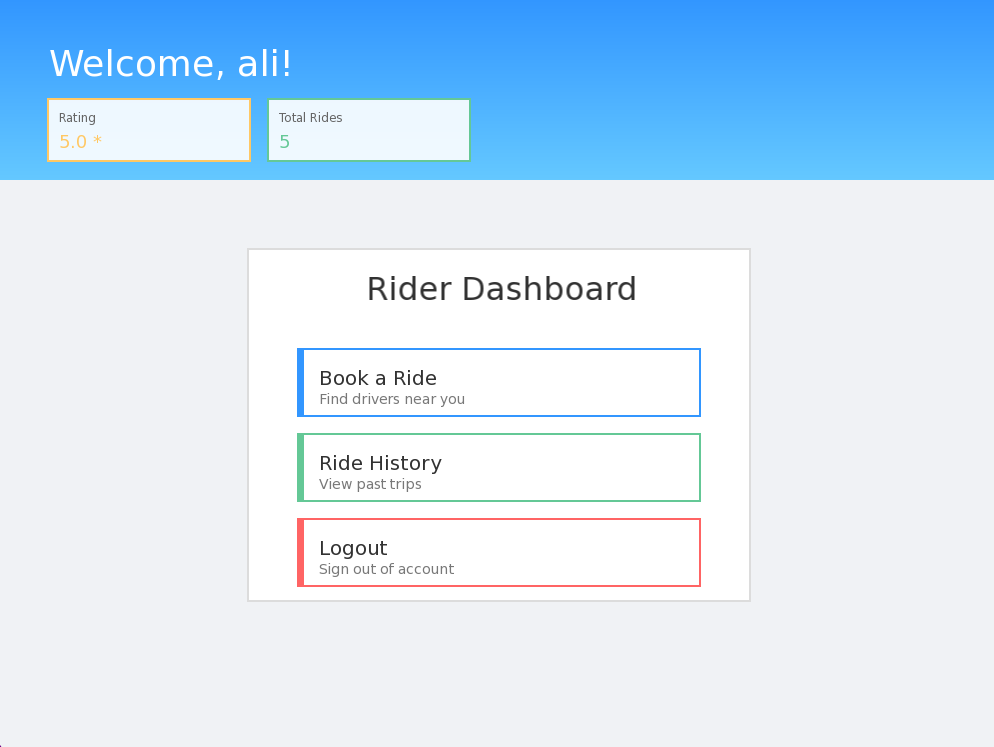 Welcome, ali!
Rating
5.0 *
Total Rides
5
Rider Dashboard
Book a Ride
Find drivers near you
Ride History
View past trips
Logout
Sign out of account